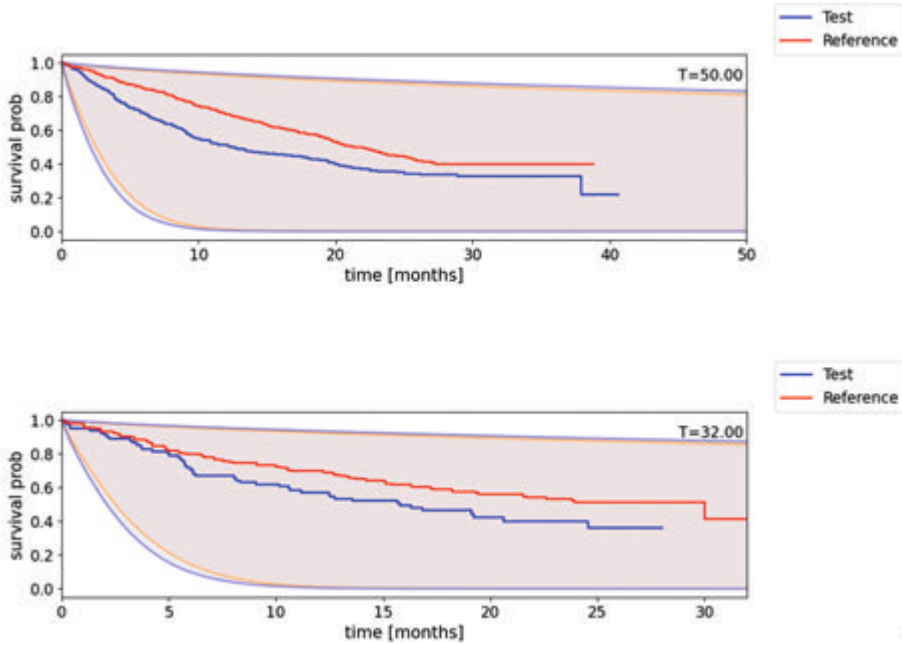 Test
Reference
T=50.00
survival prob
1.0
0.8
0.6
0.4
0.2
0.0
0 10 20 30 40 50
time [months]
Test
Reference
T=32.00
survival prob
1.0
0.8
0.6
0.4
0.2
0.0
0 5 10 15 20 25 30
time [months]